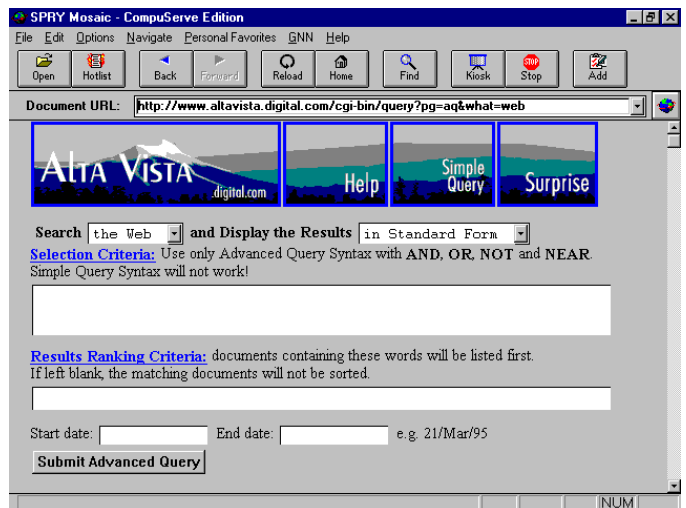 SPRY Mosaic - CompuServe Edition
File Edit Options Navigate Personal Favorites GNN Help
Open Hotlist Back Forward Reload Home Find Kiosk Stop Add
Document URL: http://www.altavista.digital.com/cgi-bin/query?pg=aq&what=web
ALTA VISTA .digital.com Help Simple Query Surprise
Search the Web and Display the Results in Standard Form
Selection Criteria: Use only Advanced Query Syntax with AND, OR, NOT and NEAR.
Simple Query Syntax will not work!
Results Ranking Criteria: documents containing these words will be listed first.
If left blank, the matching documents will not be sorted.
Start date: End date: e.g. 21/Mar/95
Submit Advanced Query
NUM